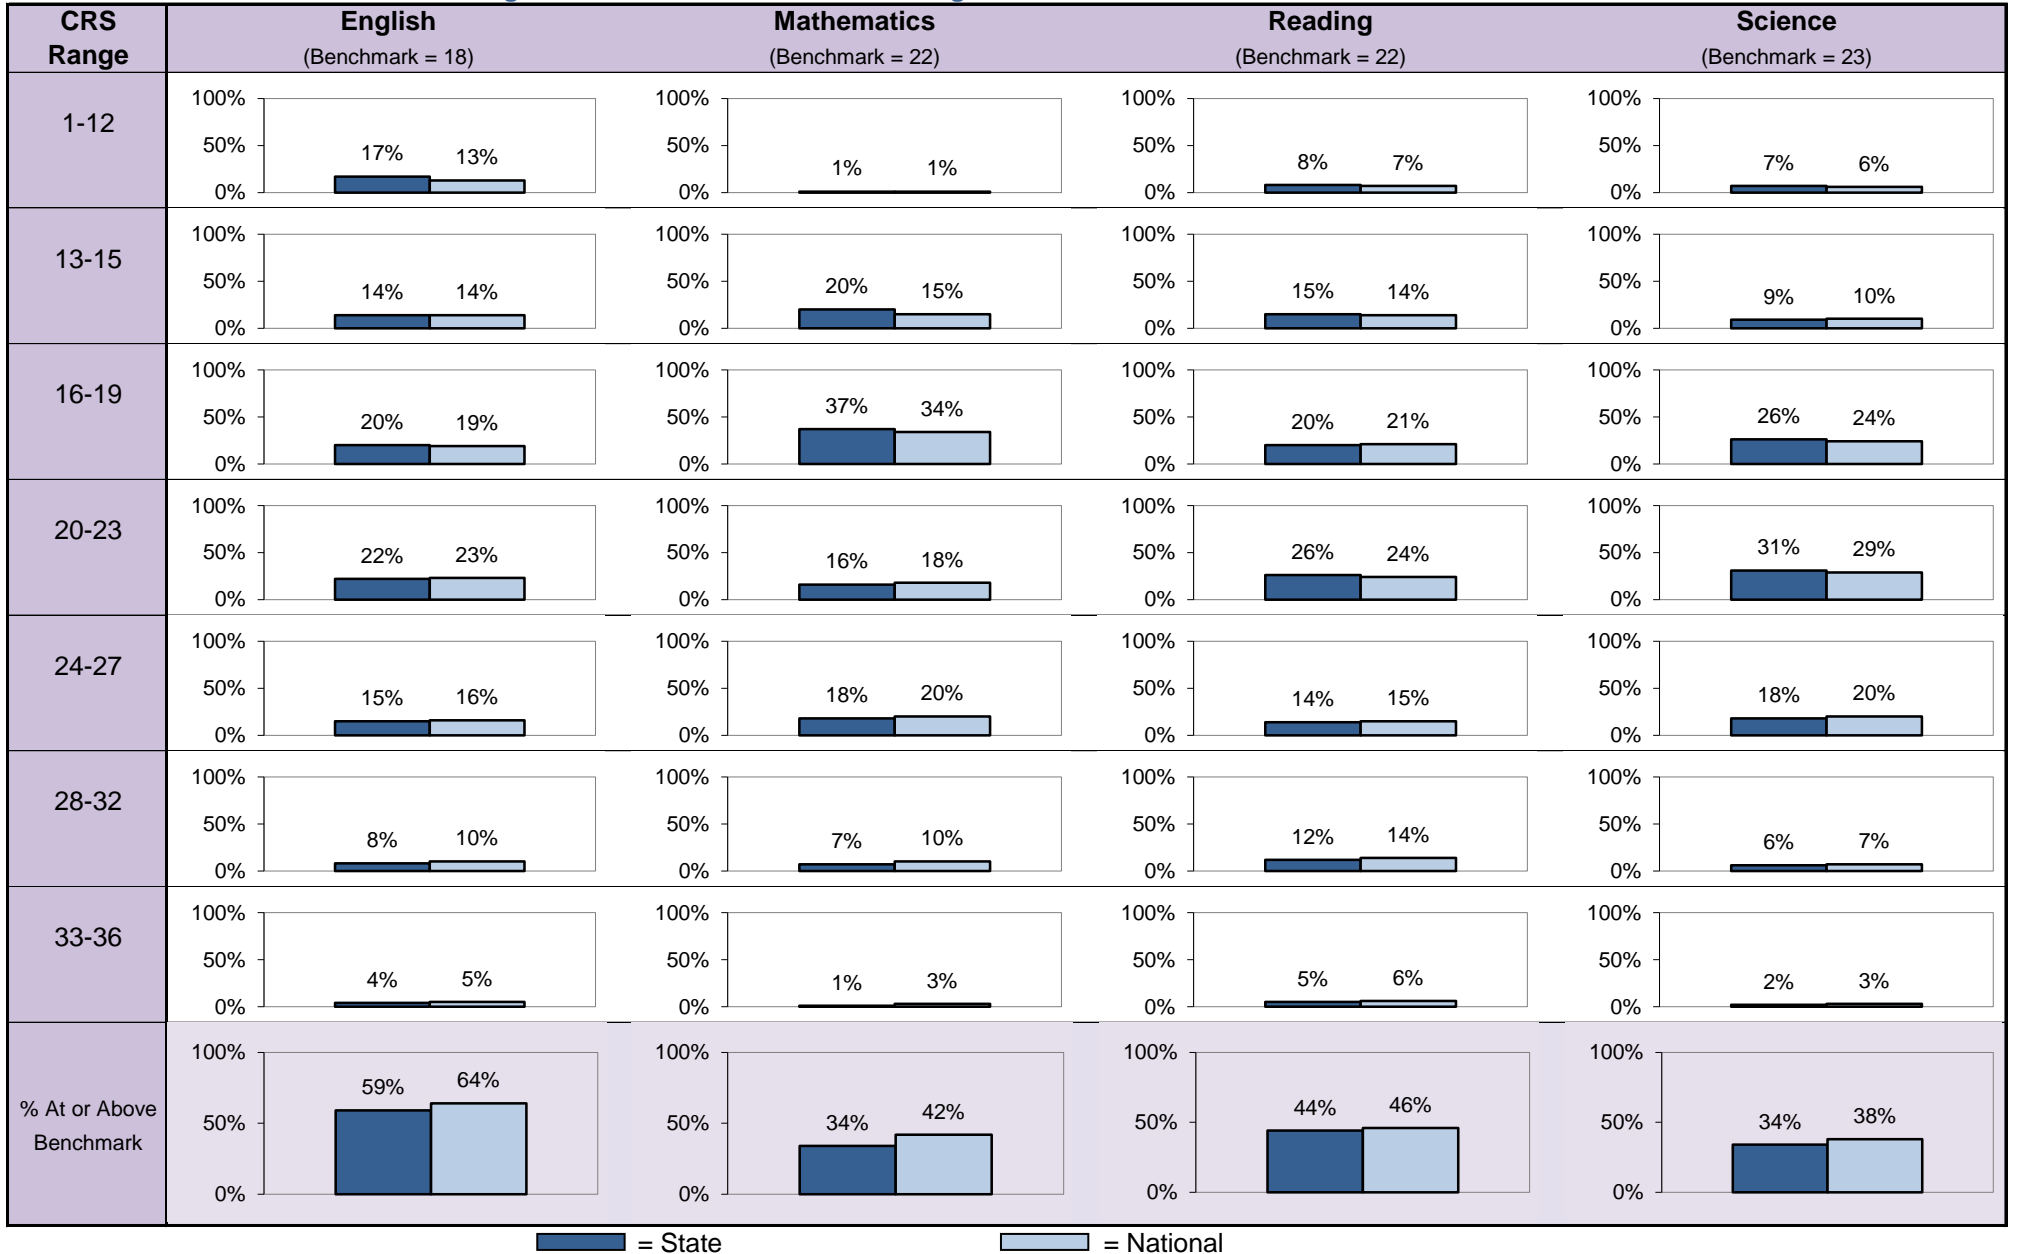 CRS Range English Mathematics Reading Science
(Benchmark = 18) (Benchmark = 22) (Benchmark = 22) (Benchmark = 23)
1-12
100% 100% 100% 100%
50% 17% 13% 50% 1% 1% 50% 8% 7% 50% 7% 6%
0% 0% 0% 0%
13-15
100% 100% 100% 100%
50% 14% 14% 50% 20% 15% 50% 15% 14% 50% 9% 10%
0% 0% 0% 0%
16-19
100% 100% 100% 100%
50% 20% 19% 50% 37% 34% 50% 20% 21% 50% 26% 24%
0% 0% 0% 0%
20-23
100% 100% 100% 100%
50% 22% 23% 50% 16% 18% 50% 26% 24% 50% 31% 29%
0% 0% 0% 0%
24-27
100% 100% 100% 100%
50% 15% 16% 50% 18% 20% 50% 14% 15% 50% 18% 20%
0% 0% 0% 0%
28-32
100% 100% 100% 100%
50% 8% 10% 50% 7% 10% 50% 12% 14% 50% 6% 7%
0% 0% 0% 0%
33-36
100% 100% 100% 100%
50% 4% 5% 50% 1% 3% 50% 5% 6% 50% 2% 3%
0% 0% 0% 0%
% At or Above
Benchmark
100% 100% 100% 100%
50% 59% 64% 50% 34% 42% 50% 44% 46% 50% 34% 38%
0% 0% 0% 0%
= State = National